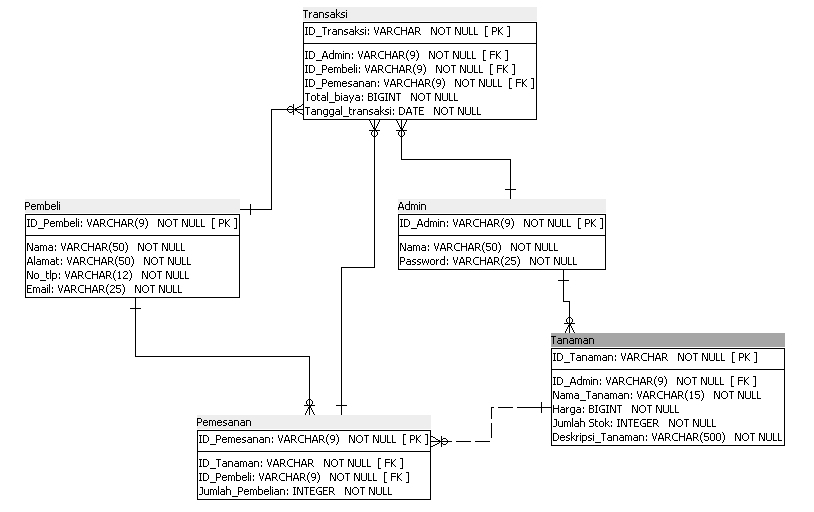 Transaksi
ID_Transaksi: VARCHAR NOT NULL [ PK ]
ID_Admin: VARCHAR(9) NOT NULL [ FK ]
ID_Pembeli: VARCHAR(9) NOT NULL [ FK ]
ID_Pemesanan: VARCHAR(9) NOT NULL [ FK ]
Total_biaya: BIGINT NOT NULL
Tanggal_transaksi: DATE NOT NULL
Pembeli
ID_Pembeli: VARCHAR(9) NOT NULL [ PK ]
Nama: VARCHAR(50) NOT NULL
Alamat: VARCHAR(50) NOT NULL
No_tlp: VARCHAR(12) NOT NULL
Email: VARCHAR(25) NOT NULL
Admin
ID_Admin: VARCHAR(9) NOT NULL [ PK ]
Nama: VARCHAR(50) NOT NULL
Password: VARCHAR(25) NOT NULL
Tanaman
ID_Tanaman: VARCHAR NOT NULL [ PK ]
ID_Admin: VARCHAR(9) NOT NULL [ FK ]
Nama_Tanaman: VARCHAR(15) NOT NULL
Harga: BIGINT NOT NULL
Jumlah Stok: INTEGER NOT NULL
Deskripsi_Tanaman: VARCHAR(500) NOT NULL
Pemesanan
ID_Pemesanan: VARCHAR(9) NOT NULL [ PK ]
ID_Tanaman: VARCHAR NOT NULL [ FK ]
ID_Pembeli: VARCHAR(9) NOT NULL [ FK ]
Jumlah_Pembelian: INTEGER NOT NULL